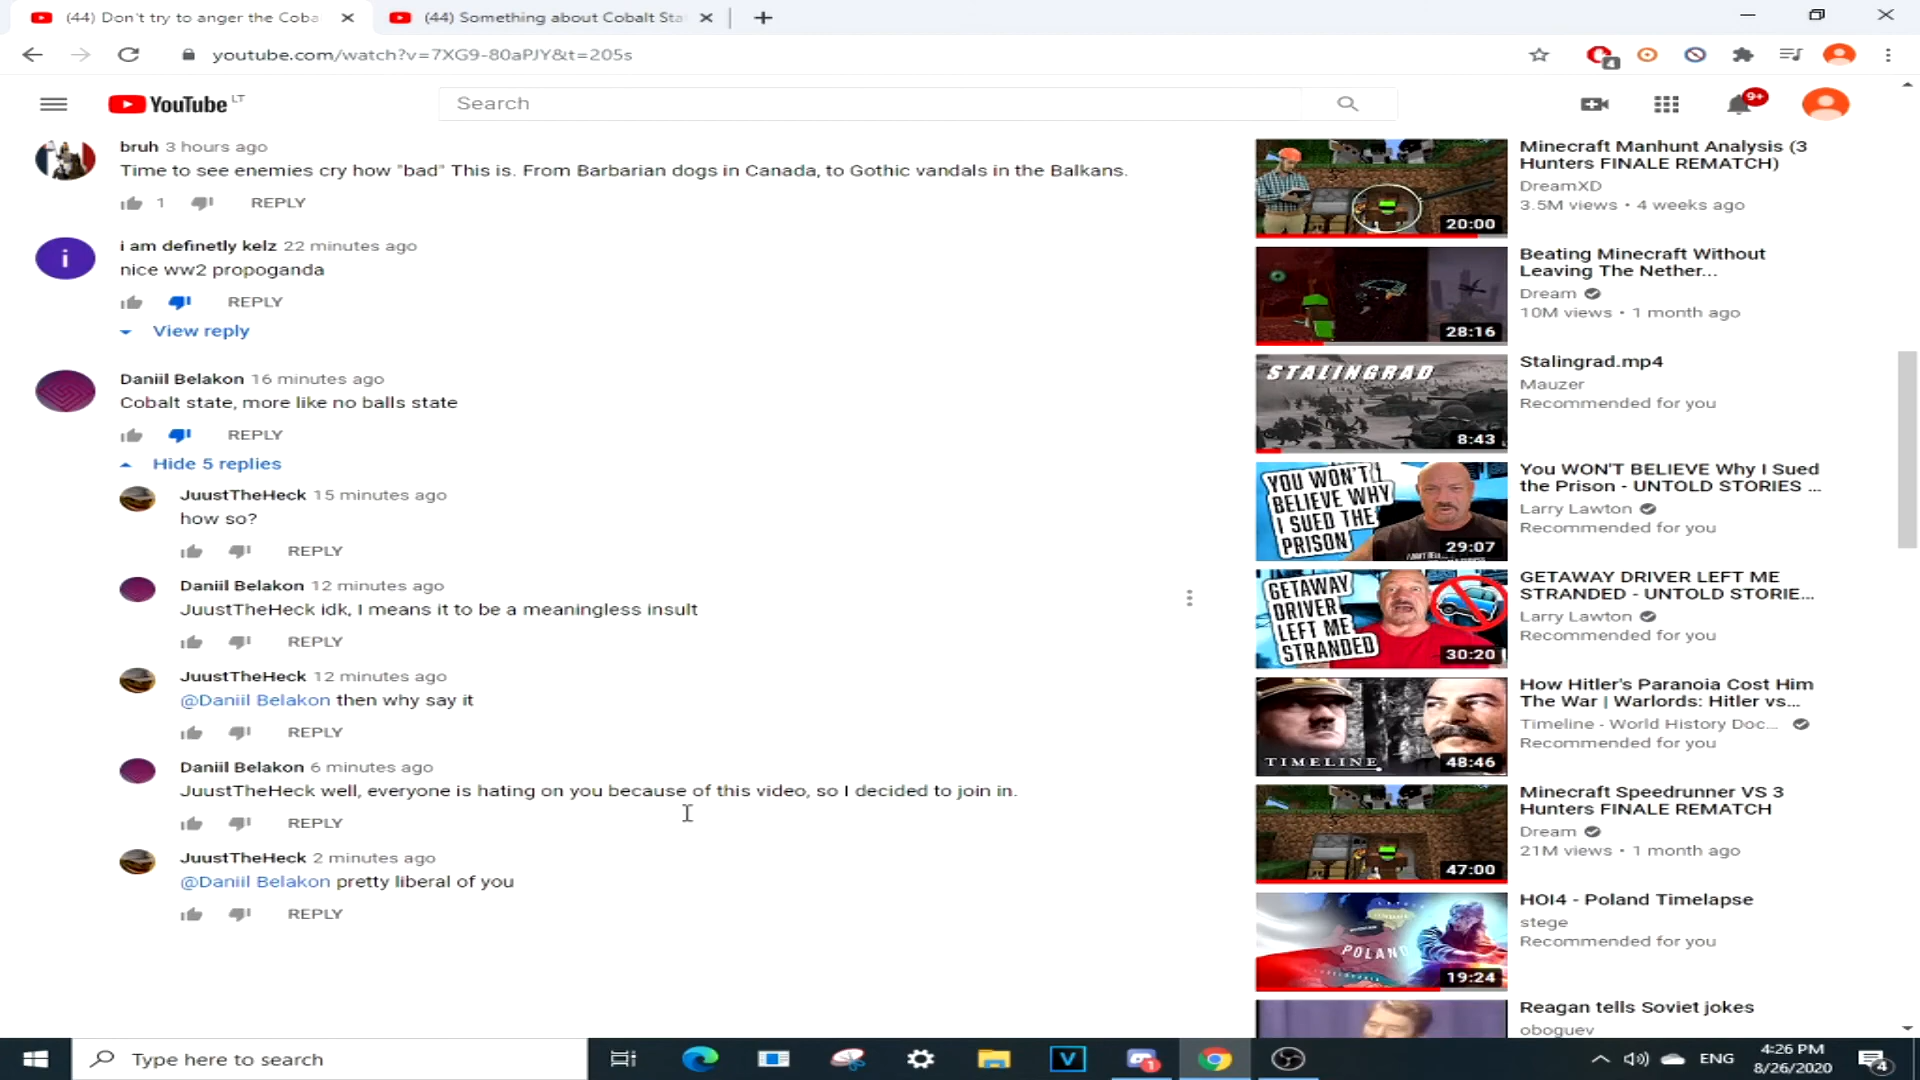 (44) Don't try to anger the Coba
(44) Something about Cobalt Sta
youtube.com/watch?v=7XG9-80aPJY&t=205s
4
YouTube LT
Search
9+
bruh 3 hours ago
Time to see enemies cry how "bad" This is. From Barbarian dogs in Canada, to Gothic vandals in the Balkans.
1 REPLY
i
i am definetly kelz 22 minutes ago
nice ww2 propoganda
REPLY
View reply
Daniil Belakon 16 minutes ago
Cobalt state, more like no balls state
REPLY
Hide 5 replies
JuustTheHeck 15 minutes ago
how so?
REPLY
Daniil Belakon 12 minutes ago
JuustTheHeck idk, I means it to be a meaningless insult
REPLY
JuustTheHeck 12 minutes ago
@Daniil Belakon then why say it
REPLY
Daniil Belakon 6 minutes ago
JuustTheHeck well, everyone is hating on you because of this video, so I decided to join in.
REPLY
JuustTheHeck 2 minutes ago
@Daniil Belakon pretty liberal of you
REPLY
20:00
Minecraft Manhunt Analysis (3
Hunters FINALE REMATCH)
DreamXD
3.5M views • 4 weeks ago
28:16
Beating Minecraft Without
Leaving The Nether...
Dream
10M views • 1 month ago
STALINGRAD
8:43
Stalingrad.mp4
Mauzer
Recommended for you
YOU WON'T
BELIEVE WHY
I SUED THE
PRISON
29:07
You WON'T BELIEVE Why I Sued
the Prison - UNTOLD STORIES ...
Larry Lawton
Recommended for you
GETAWAY
DRIVER
LEFT ME
STRANDED
30:20
GETAWAY DRIVER LEFT ME
STRANDED - UNTOLD STORIE...
Larry Lawton
Recommended for you
TIMELINE
48:46
How Hitler's Paranoia Cost Him
The War | Warlords: Hitler vs...
Timeline - World History Doc...
Recommended for you
47:00
Minecraft Speedrunner VS 3
Hunters FINALE REMATCH
Dream
21M views • 1 month ago
POLAND
19:24
HOI4 - Poland Timelapse
stege
Recommended for you
Reagan tells Soviet jokes
oboguev
Type here to search
V
1
ENG
4:26 PM
8/26/2020
4